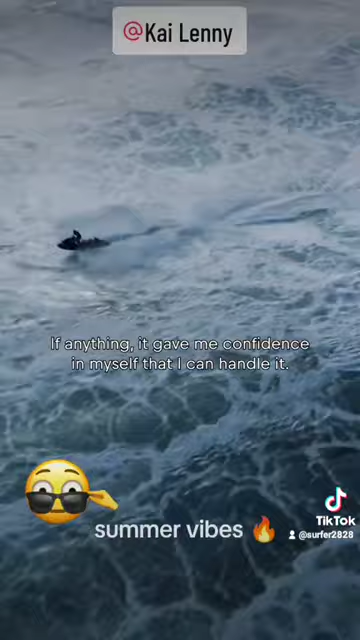 @Kai Lenny
If anything, it gave me confidence
in myself that I can handle it.
summer vibes 🔥
TikTok
@surfer2828